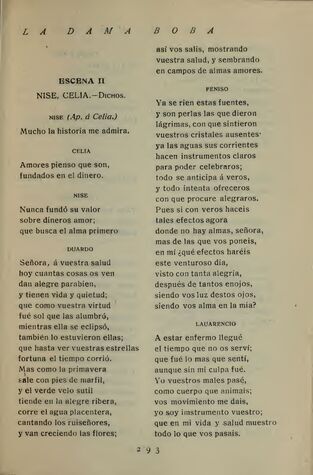 LA DAMA BOBA
ESCENA II
NISE, CELIA.—DICHOS.
NISE (Ap. á Celia.)
Mucho la historia me admira.
CELIA
Amores pienso que son,
fundados en el dinero.
NISE
Nunca fundó su valor
sobre dineros amor;
que busca el alma primero
DUARDO
Señora, á vuestra salud
hoy cuantas cosas os ven
dan alegre parabien,
y tienen vida y quietud;
que como vuestra virtud
fué sol que las alumbró,
mientras ella se eclipsó,
también lo estuvieron ellas;
que hasta ver vuestras estrellas
fortuna el tiempo corrió.
Mas como la primavera
sale con pies de marfil,
y el verde velo sutil
tiende en la alegre ribera,
corre el agua placentera,
cantando los ruiseñores,
y van creciendo las flores;
así vos salis, mostrando
vuestra salud, y sembrando
en campos de almas amores.
FENISO
Ya se rien estas fuentes,
y son perlas las que dieron
lágrimas, con que sintieron
vuestros cristales ausentes·
ya las aguas sus corrientes
hacen instrumentos claros
para poder celebraros;
todo se anticipa á veros,
y todo intenta ofreceros
con que procure alegraros.
Pues si con veros haceis
tales efectos agora
donde no hay almas, señora,
mas de las que vos poneis,
en mí ¿qué efectos haréis
este venturoso dia,
visto con tanta alegría,
después de tantos enojos,
siendo vos luz destos ojos,
siendo vos alma en la mía?
LAUARENCIO
A estar enfermo llegué
el tiempo que no os serví;
que fué lo mas que sentí,
aunque sin mi culpa fué.
Yo vuestros males pasé,
como cuerpo que animais;
vos movimiento me dais,
yo soy instrumento vuestro;
que en mi vida y salud muestro
todo lo que vos pasais.
293